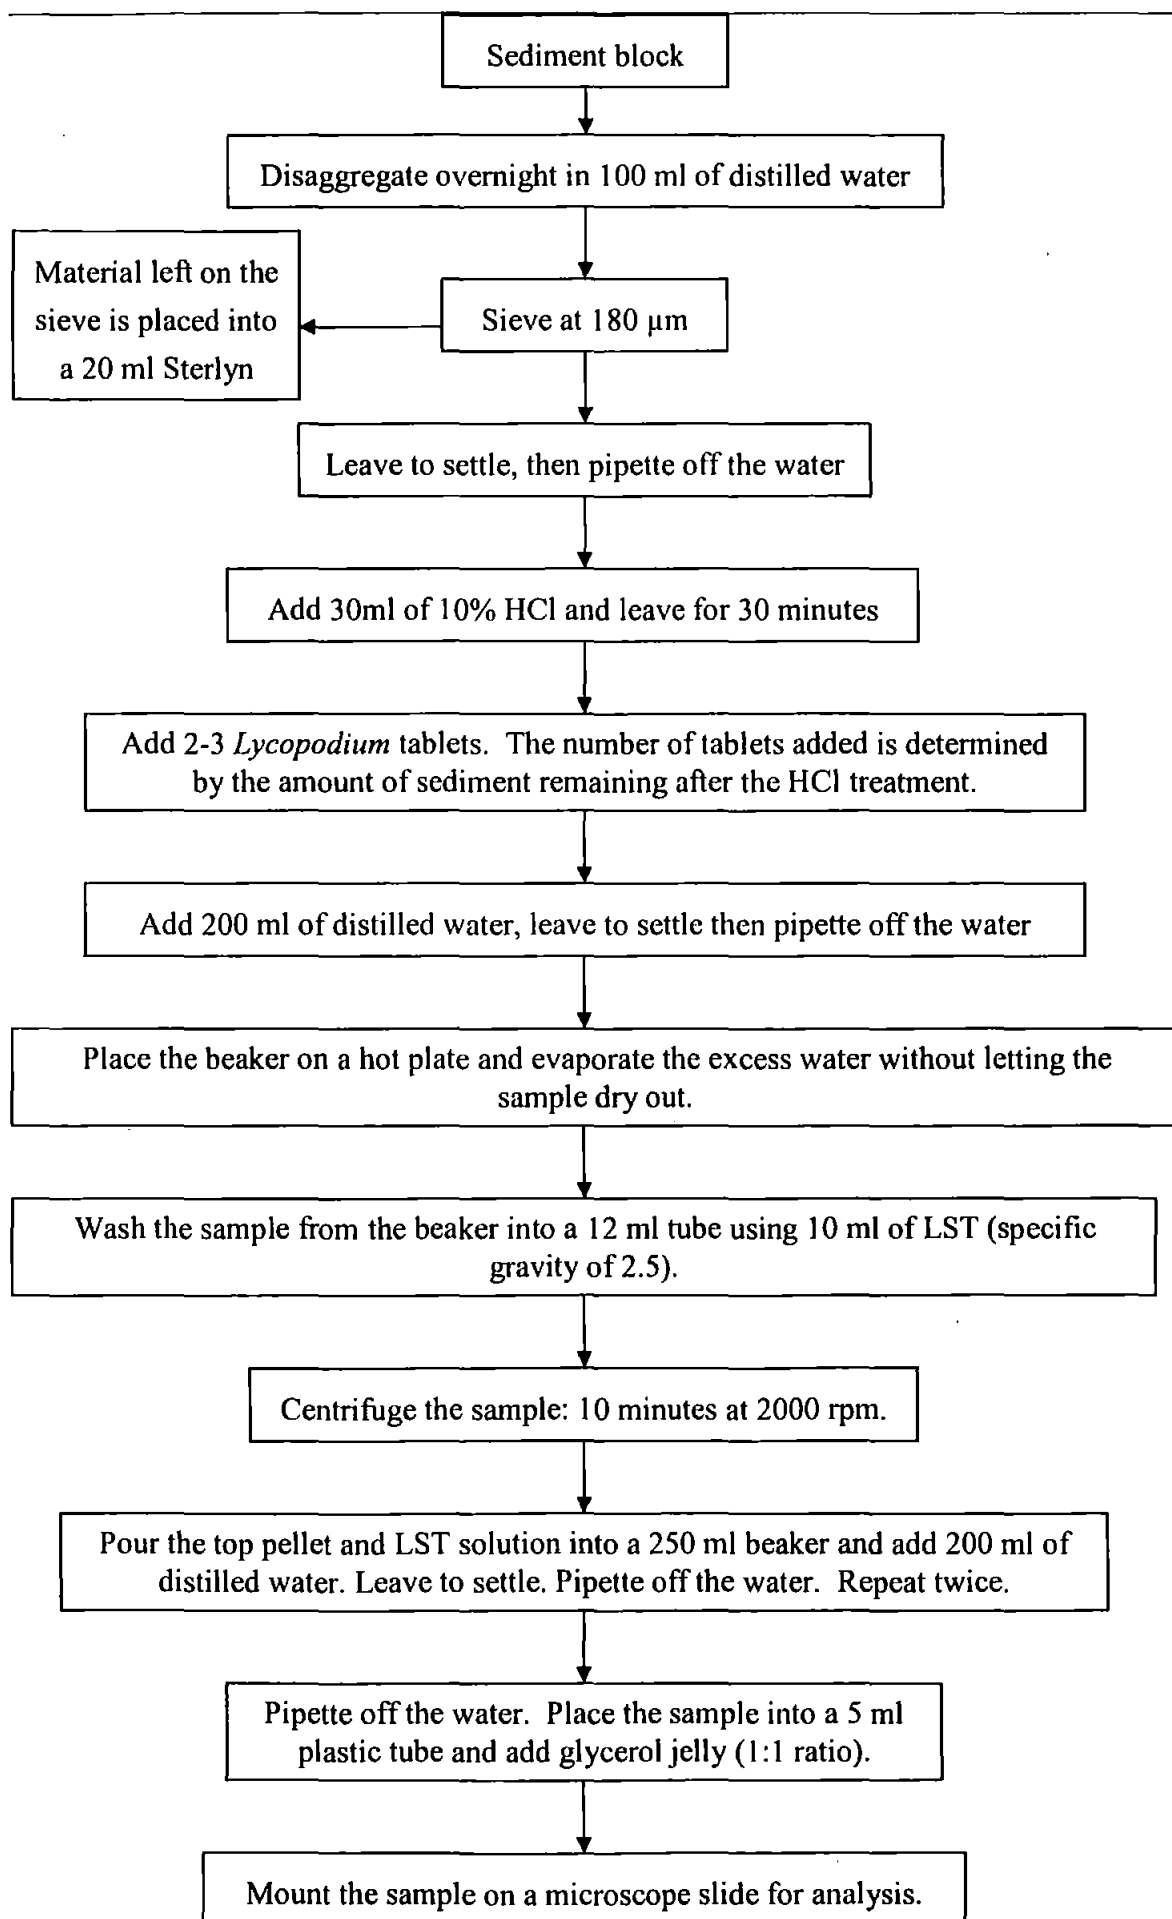 Sediment block
Disaggregate overnight in 100 ml of distilled water
Material left on the
sieve is placed into
a 20 ml Sterlyn
Sieve at 180 µm
Leave to settle, then pipette off the water
Add 30ml of 10% HCl and leave for 30 minutes
Add 2-3 Lycopodium tablets. The number of tablets added is determined
by the amount of sediment remaining after the HCl treatment.
Add 200 ml of distilled water, leave to settle then pipette off the water
Place the beaker on a hot plate and evaporate the excess water without letting the
sample dry out.
Wash the sample from the beaker into a 12 ml tube using 10 ml of LST (specific
gravity of 2.5).
Centrifuge the sample: 10 minutes at 2000 rpm.
Pour the top pellet and LST solution into a 250 ml beaker and add 200 ml of
distilled water. Leave to settle. Pipette off the water. Repeat twice.
Pipette off the water. Place the sample into a 5 ml
plastic tube and add glycerol jelly (1:1 ratio).
Mount the sample on a microscope slide for analysis.